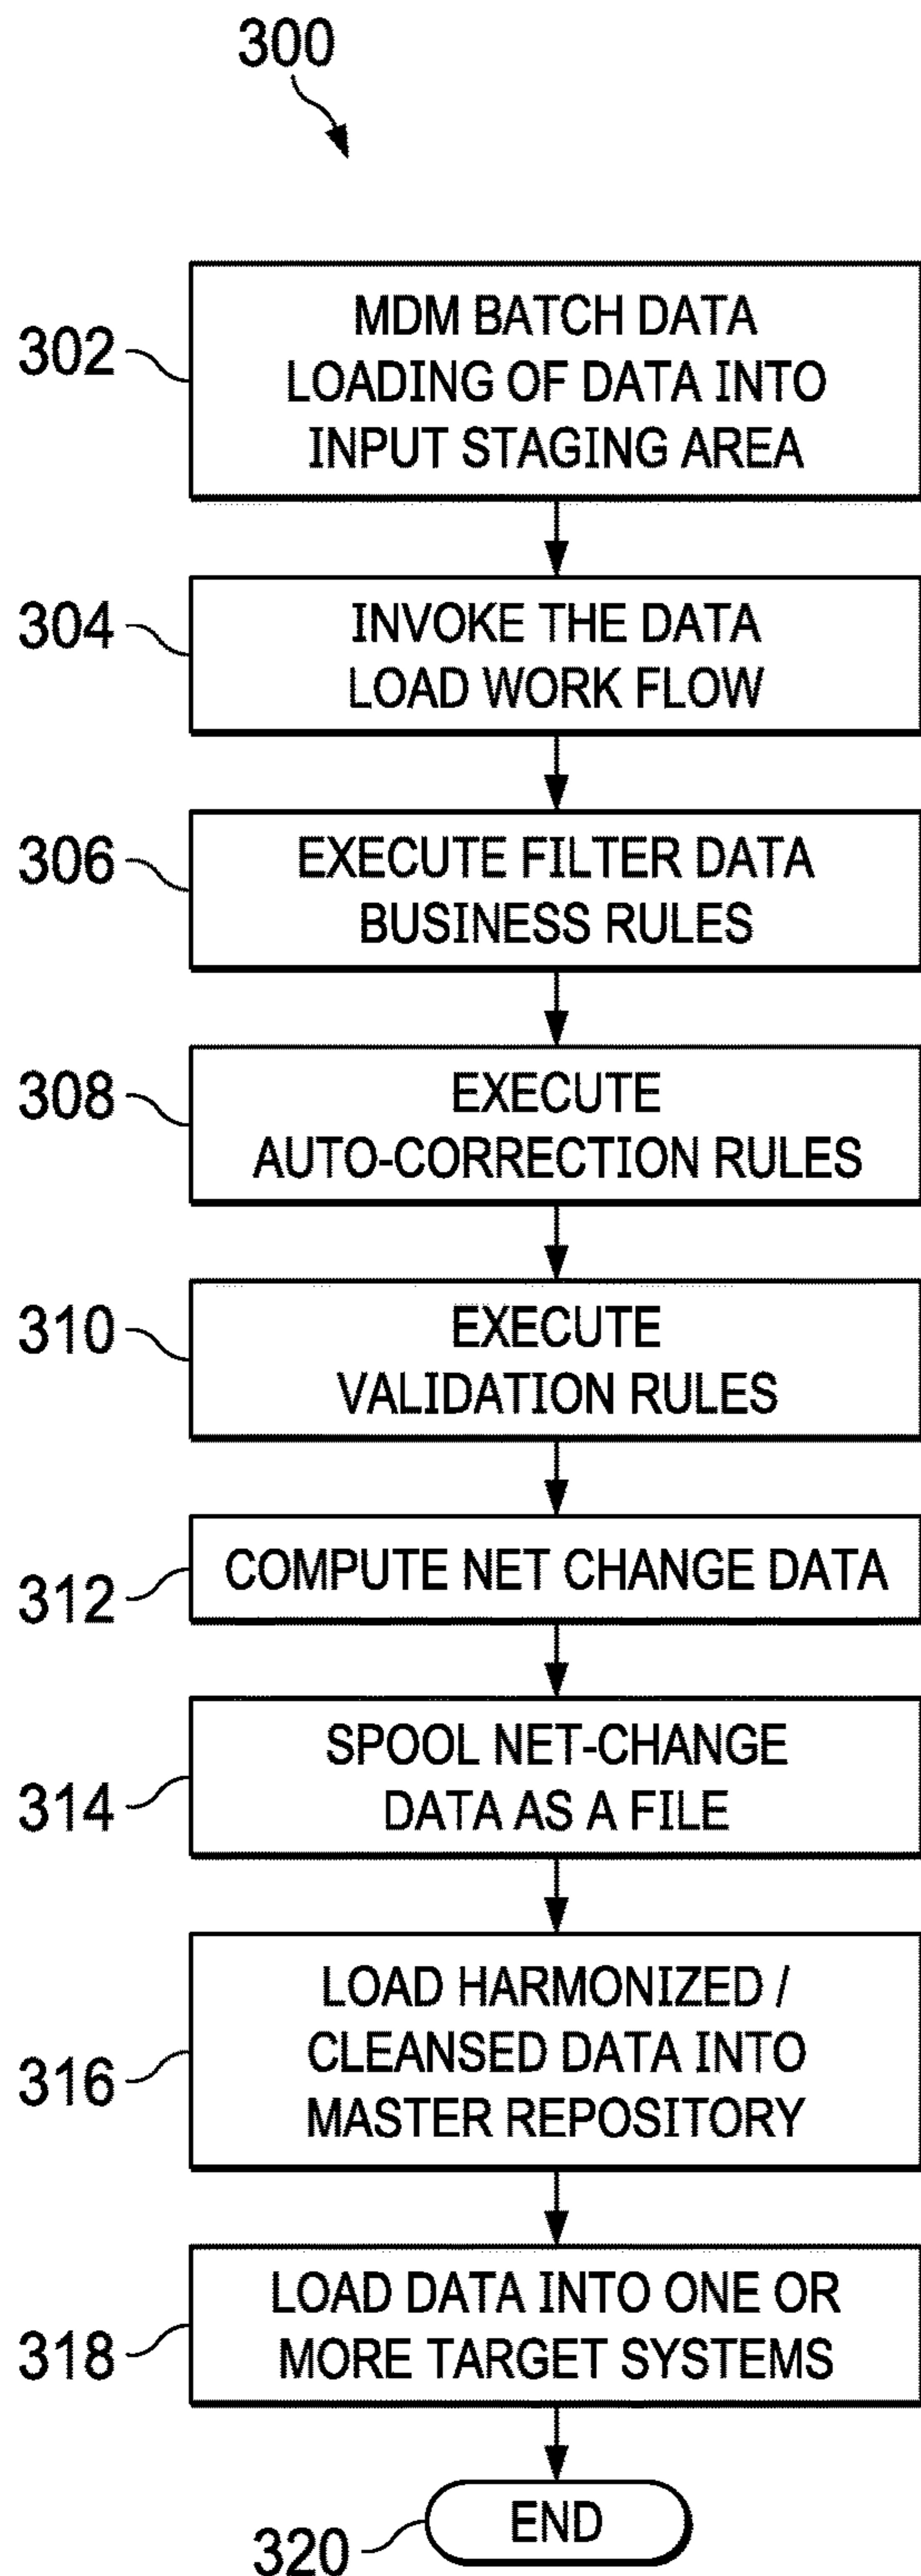 300
302
MDM BATCH DATA
LOADING OF DATA INTO
INPUT STAGING AREA
304
INVOKE THE DATA
LOAD WORK FLOW
306
EXECUTE FILTER DATA
BUSINESS RULES
308
EXECUTE
AUTO-CORRECTION RULES
310
EXECUTE
VALIDATION RULES
312
COMPUTE NET CHANGE DATA
314
SPOOL NET-CHANGE
DATA AS A FILE
316
LOAD HARMONIZED /
CLEANSED DATA INTO
MASTER REPOSITORY
318
LOAD DATA INTO ONE OR
MORE TARGET SYSTEMS
320
END